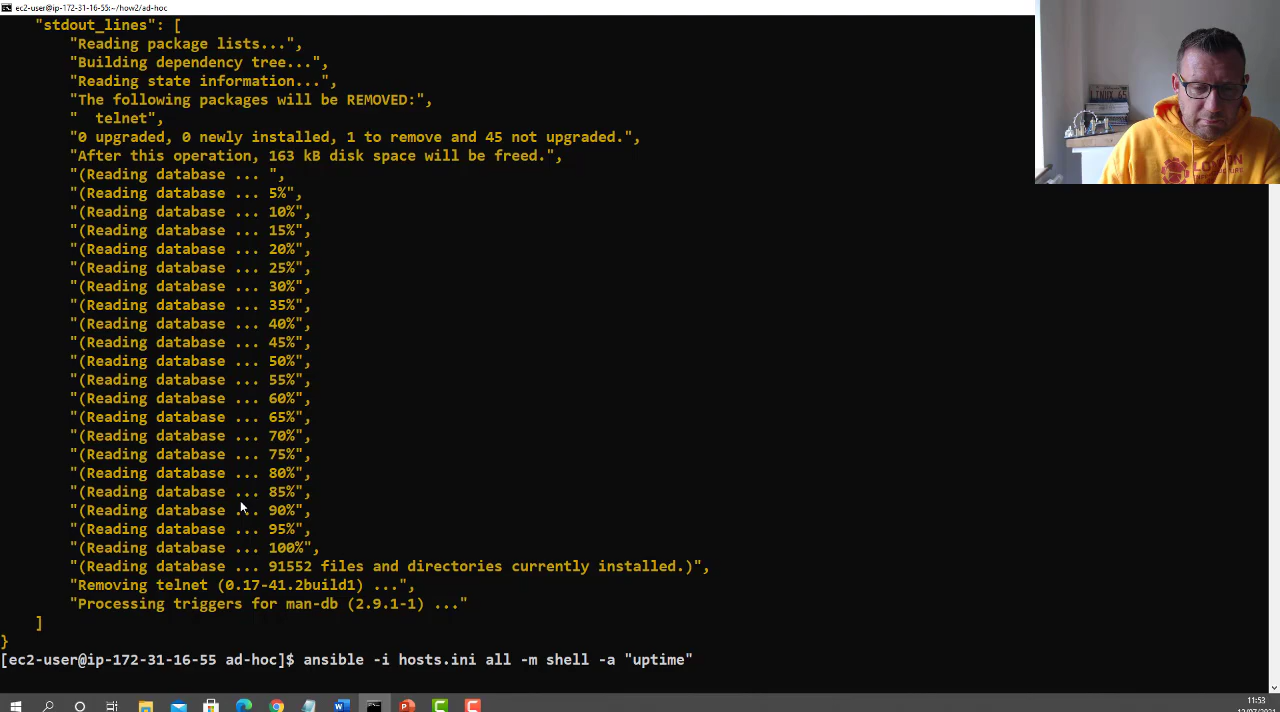 ec2-user@ip-172-31-16-55:~/how2/ad-hoc
"stdout_lines": [
"Reading package lists...",
"Building dependency tree...",
"Reading state information...",
"The following packages will be REMOVED:",
"  telnet",
"0 upgraded, 0 newly installed, 1 to remove and 45 not upgraded.",
"After this operation, 163 kB disk space will be freed.",
"(Reading database ... ",
"(Reading database ... 5%",
"(Reading database ... 10%",
"(Reading database ... 15%",
"(Reading database ... 20%",
"(Reading database ... 25%",
"(Reading database ... 30%",
"(Reading database ... 35%",
"(Reading database ... 40%",
"(Reading database ... 45%",
"(Reading database ... 50%",
"(Reading database ... 55%",
"(Reading database ... 60%",
"(Reading database ... 65%",
"(Reading database ... 70%",
"(Reading database ... 75%",
"(Reading database ... 80%",
"(Reading database ... 85%",
"(Reading database ... 90%",
"(Reading database ... 95%",
"(Reading database ... 100%",
"(Reading database ... 91552 files and directories currently installed.)",
"Removing telnet (0.17-41.2build1) ...",
"Processing triggers for man-db (2.9.1-1) ..."
]
}
[ec2-user@ip-172-31-16-55 ad-hoc]$ ansible -i hosts.ini all -m shell -a "uptime"
11:53